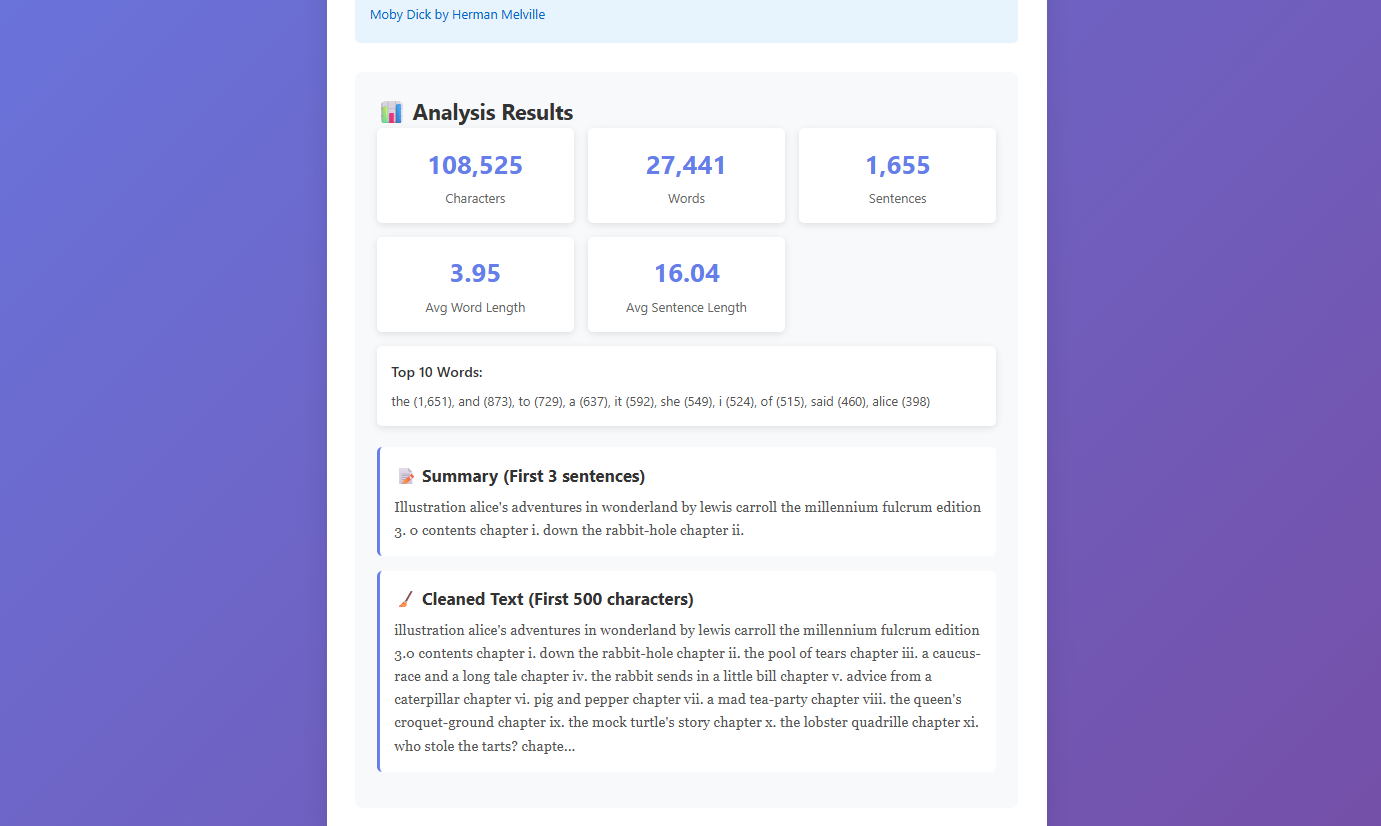 Moby Dick by Herman Melville
Analysis Results
108,525
Characters
27,441
Words
1,655
Sentences
3.95
Avg Word Length
16.04
Avg Sentence Length
Top 10 Words:
the (1,651), and (873), to (729), a (637), it (592), she (549), i (524), of (515), said (460), alice (398)
Summary (First 3 sentences)
Illustration alice's adventures in wonderland by lewis carroll the millennium fulcrum edition
3. 0 contents chapter i. down the rabbit-hole chapter ii.
Cleaned Text (First 500 characters)
illustration alice's adventures in wonderland by lewis carroll the millennium fulcrum edition
3.0 contents chapter i. down the rabbit-hole chapter ii. the pool of tears chapter iii. a caucus-
race and a long tale chapter iv. the rabbit sends in a little bill chapter v. advice from a
caterpillar chapter vi. pig and pepper chapter vii. a mad tea-party chapter viii. the queen's
croquet-ground chapter ix. the mock turtle's story chapter x. the lobster quadrille chapter xi.
who stole the tarts? chapte...